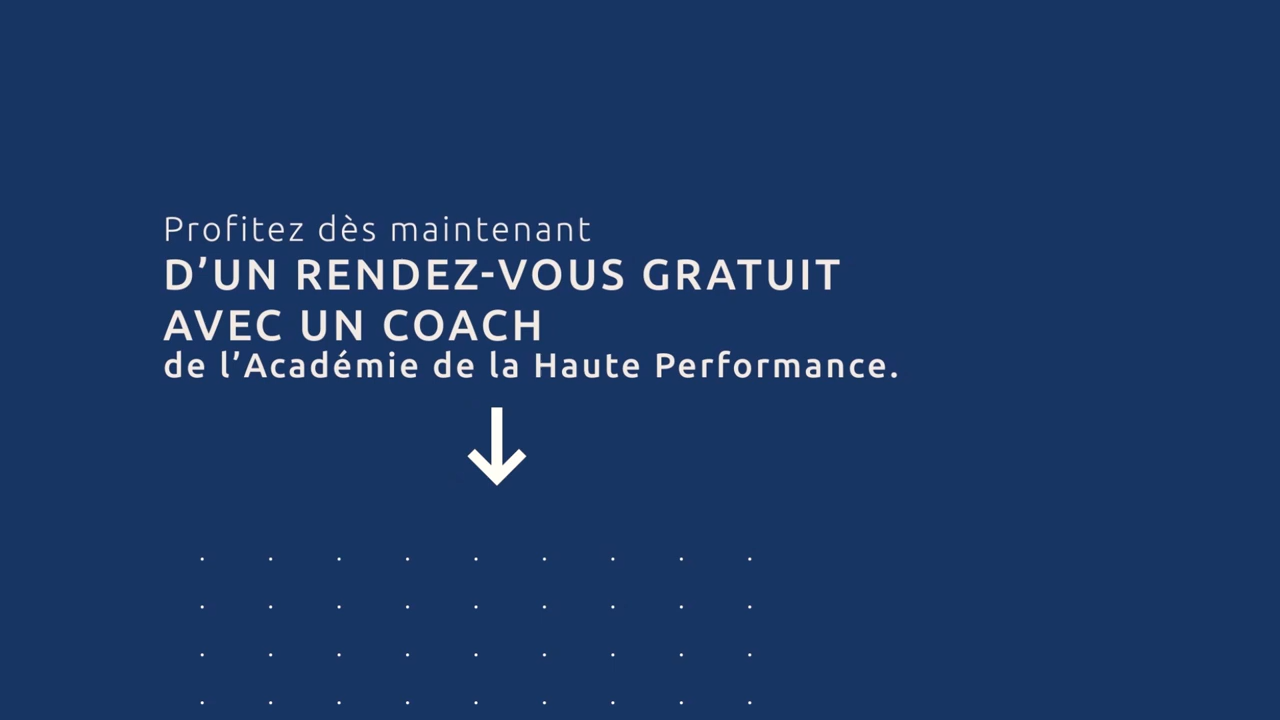 Profitez dès maintenant
D’UN RENDEZ-VOUS GRATUIT
AVEC UN COACH
de l’Académie de la Haute Performance.